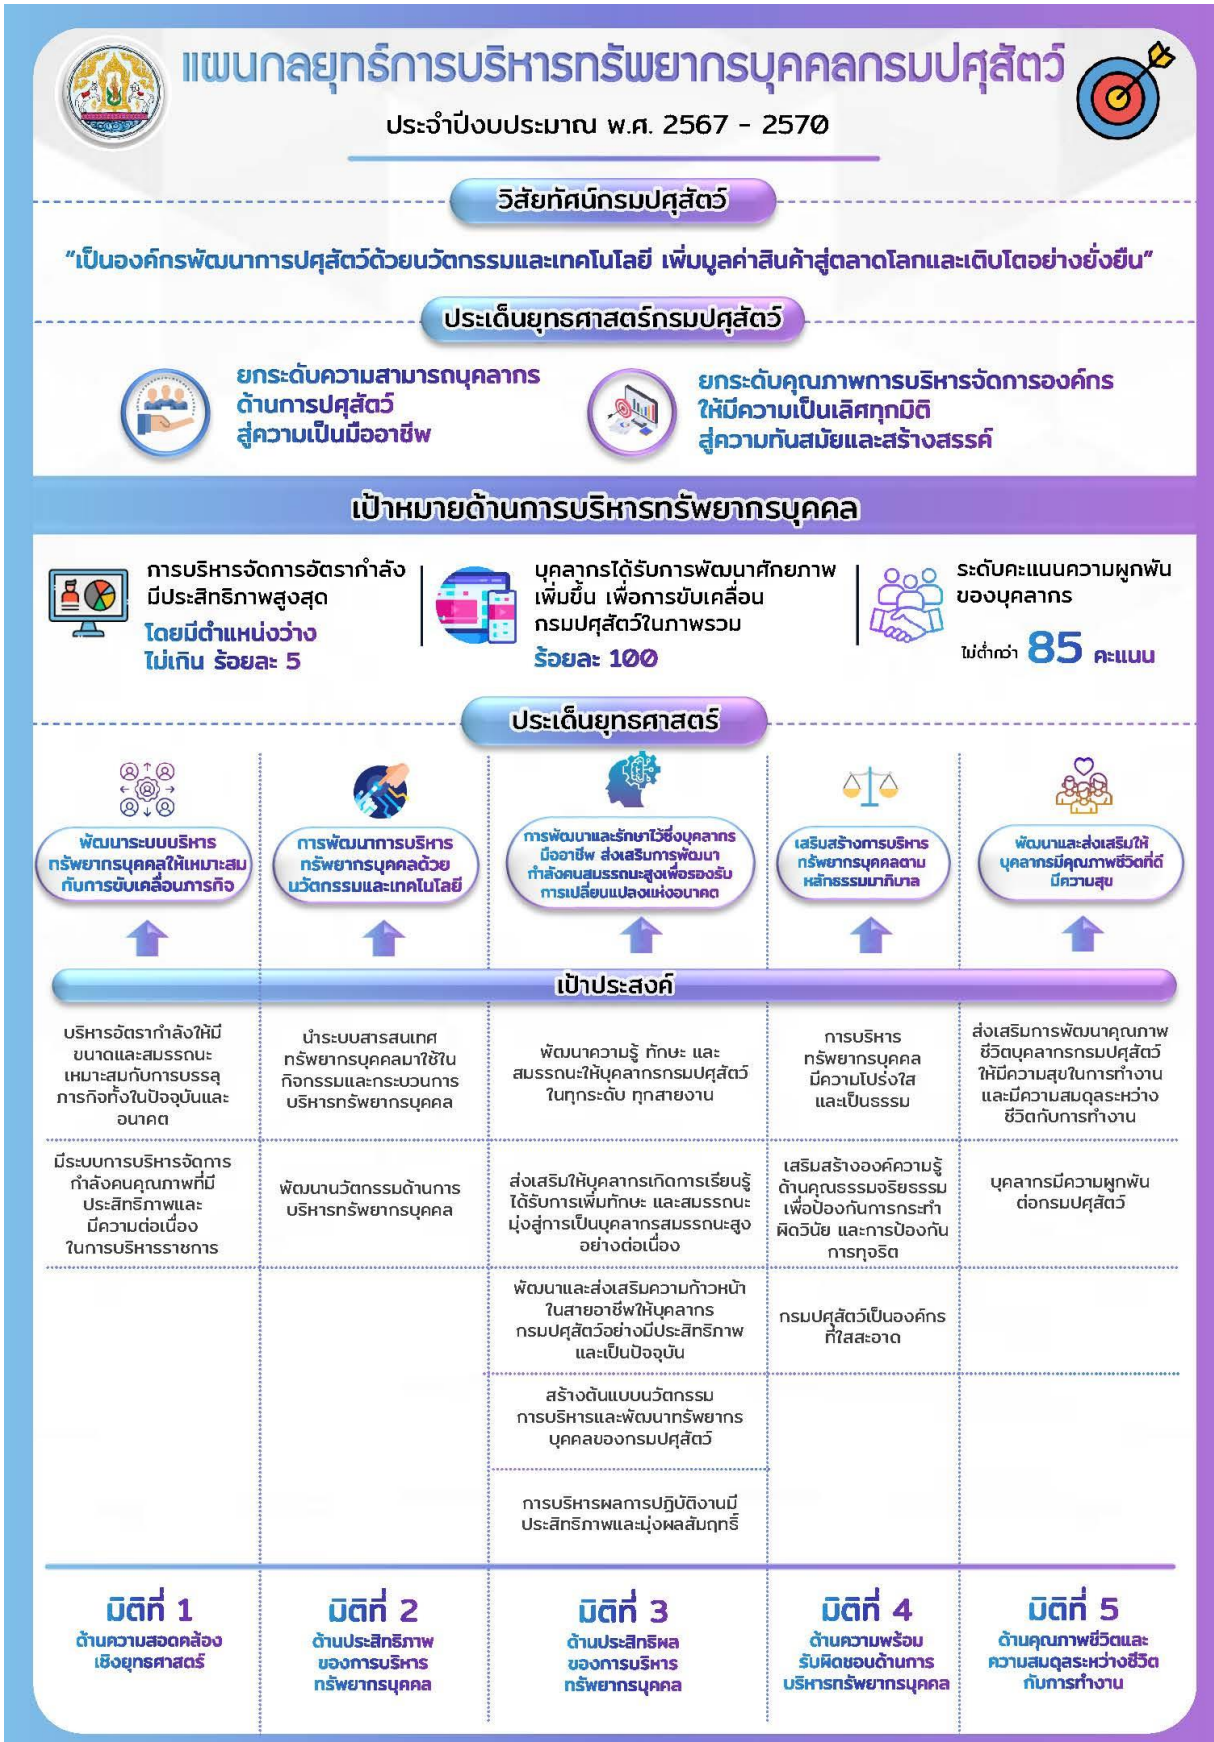 แผนกลยุทธ์การบริหารทรัพยากรบุคคลกรมปศุสัตว์
ประจำปีงบประมาณ พ.ศ. 2567 - 2570
วิสัยทัศน์กรมปศุสัตว์
“เป็นองค์กรพัฒนาการปศุสัตว์ด้วยนวัตกรรมและเทคโนโลยี เพิ่มมูลค่าสินค้าสู่ตลาดโลกและเติบโตอย่างยั่งยืน”
ประเด็นยุทธศาสตร์กรมปศุสัตว์
ยกระดับความสามารถบุคลากร
ด้านการปศุสัตว์
สู่ความเป็นมืออาชีพ
ยกระดับคุณภาพการบริหารจัดการองค์กร
ให้มีความเป็นเลิศทุกมิติ
สู่ความทันสมัยและสร้างสรรค์
เป้าหมายด้านการบริหารทรัพยากรบุคคล
การบริหารจัดการอัตรากำลัง
มีประสิทธิภาพสูงสุด
โดยมีตำแหน่งว่าง
ไม่เกิน ร้อยละ 5
บุคลากรได้รับการพัฒนาศักยภาพ
เพิ่มขึ้น เพื่อการขับเคลื่อน
กรมปศุสัตว์ในภาพรวม
ร้อยละ 100
ระดับคะแนนความผูกพัน
ของบุคลากร
ไม่ต่ำกว่า 85 คะแนน
ประเด็นยุทธศาสตร์
พัฒนาระบบบริหาร
ทรัพยากรบุคคลให้เหมาะสม
กับการขับเคลื่อนภารกิจ
การพัฒนาการบริหาร
ทรัพยากรบุคคลด้วย
นวัตกรรมและเทคโนโลยี
การพัฒนาและรักษาไว้ซึ่งบุคลากร
มืออาชีพ ส่งเสริมการพัฒนา
กำลังคนสมรรถนะสูงเพื่อรองรับ
การเปลี่ยนแปลงแห่งอนาคต
เสริมสร้างการบริหาร
ทรัพยากรบุคคลตาม
หลักธรรมมาภิบาล
พัฒนาและส่งเสริมให้
บุคลากรมีคุณภาพชีวิตที่ดี
มีความสุข
เป้าประสงค์
บริหารอัตรากำลังให้มี
ขนาดและสมรรถนะ
เหมาะสมกับการบรรลุ
ภารกิจทั้งในปัจจุบันและ
อนาคต
นำระบบสารสนเทศ
ทรัพยากรบุคคลมาใช้ใน
กิจกรรมและกระบวนการ
บริหารทรัพยากรบุคคล
พัฒนาความรู้ ทักษะ และ
สมรรถนะให้บุคลากรกรมปศุสัตว์
ในทุกระดับ ทุกสายงาน
การบริหาร
ทรัพยากรบุคคล
มีความโปร่งใส
และเป็นธรรม
ส่งเสริมการพัฒนาคุณภาพ
ชีวิตบุคลากรกรมปศุสัตว์
ให้มีความสุขในการทำงาน
และมีความสมดุลระหว่าง
ชีวิตกับการทำงาน
มีระบบการบริหารจัดการ
กำลังคนคุณภาพที่มี
ประสิทธิภาพและ
มีความต่อเนื่อง
ในการบริหารราชการ
พัฒนานวัตกรรมด้านการ
บริหารทรัพยากรบุคคล
ส่งเสริมให้บุคลากรเกิดการเรียนรู้
ได้รับการเพิ่มทักษะ และสมรรถนะ
มุ่งสู่การเป็นบุคลากรสมรรถนะสูง
อย่างต่อเนื่อง
เสริมสร้างองค์ความรู้
ด้านคุณธรรมจริยธรรม
เพื่อป้องกันการกระทำ
ผิดวินัย และการป้องกัน
การทุจริต
บุคลากรมีความผูกพัน
ต่อกรมปศุสัตว์
พัฒนาและส่งเสริมความก้าวหน้า
ในสายอาชีพให้บุคลากร
กรมปศุสัตว์อย่างมีประสิทธิภาพ
และเป็นปัจจุบัน
กรมปศุสัตว์เป็นองค์กร
ที่ใสสะอาด
สร้างต้นแบบนวัตกรรม
การบริหารและพัฒนาทรัพยากร
บุคคลของกรมปศุสัตว์
การบริหารผลการปฏิบัติงานมี
ประสิทธิภาพและมุ่งผลสัมฤทธิ์
มิติที่ 1
ด้านความสอดคล้อง
เชิงยุทธศาสตร์
มิติที่ 2
ด้านประสิทธิภาพ
ของการบริหาร
ทรัพยากรบุคคล
มิติที่ 3
ด้านประสิทธิผล
ของการบริหาร
ทรัพยากรบุคคล
มิติที่ 4
ด้านความพร้อม
รับผิดชอบด้านการ
บริหารทรัพยากรบุคคล
มิติที่ 5
ด้านคุณภาพชีวิตและ
ความสมดุลระหว่างชีวิต
กับการทำงาน